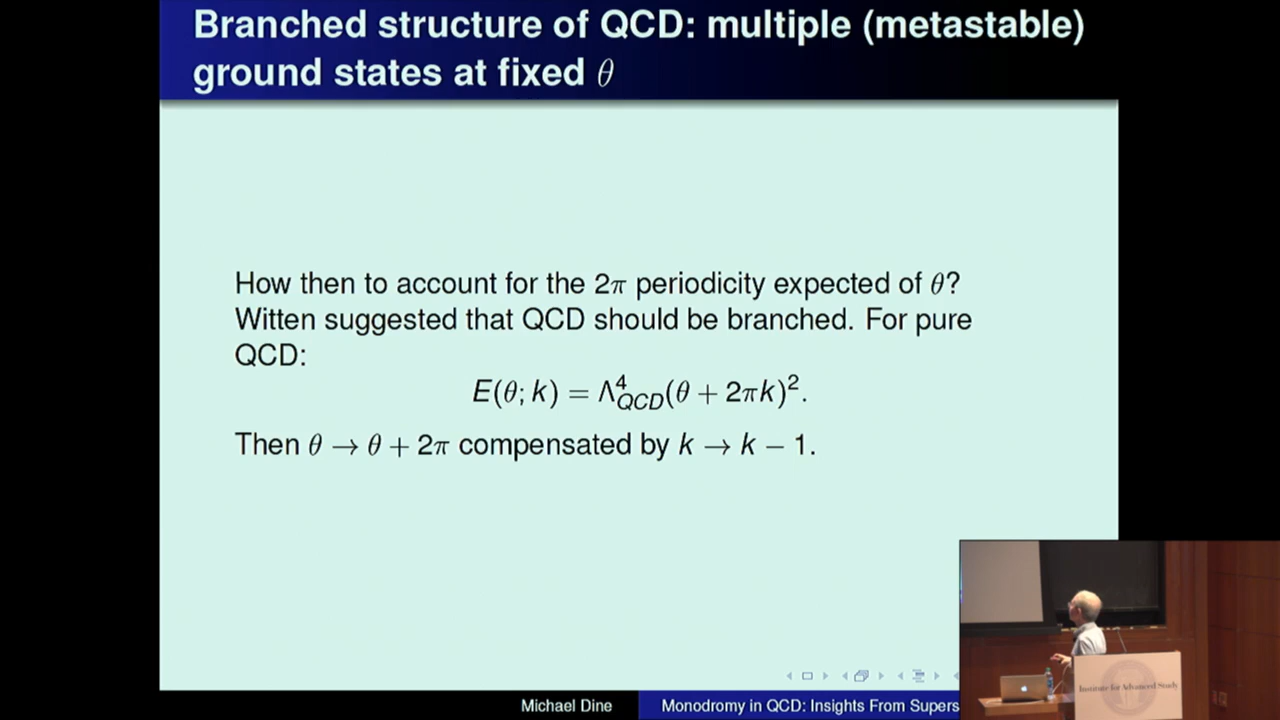 Branched structure of QCD: multiple (metastable)
ground states at fixed θ
How then to account for the 2π periodicity expected of θ?
Witten suggested that QCD should be branched. For pure
QCD:
E(θ; k) = Λ⁴_QCD(θ + 2πk)².
Then θ → θ + 2π compensated by k → k − 1.
Michael Dine
Monodromy in QCD: Insights From Supers
Institute for Advanced Study